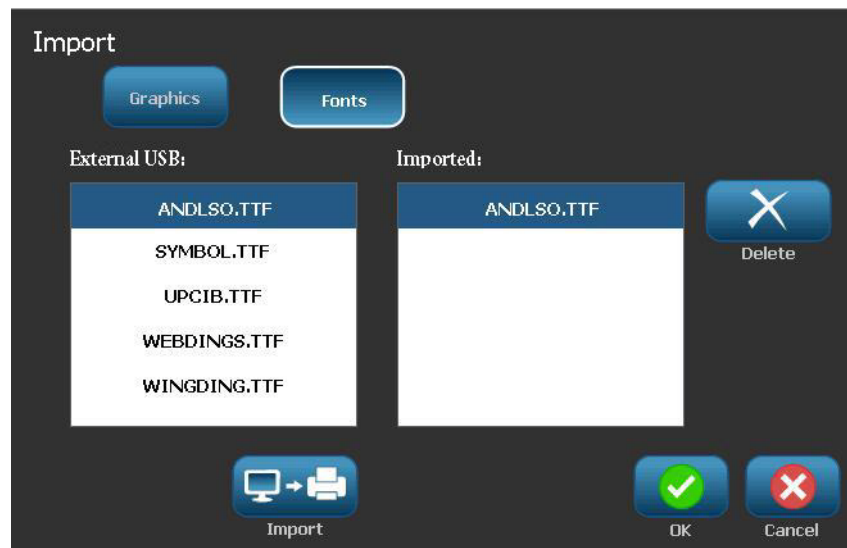 Import
Graphics
Fonts
External USB:
Imported:
ANDLSO.TTF
SYMBOL.TTF
UPCIB.TTF
WEBDINGS.TTF
WINGDING.TTF
ANDLSO.TTF
Delete
Import
OK
Cancel